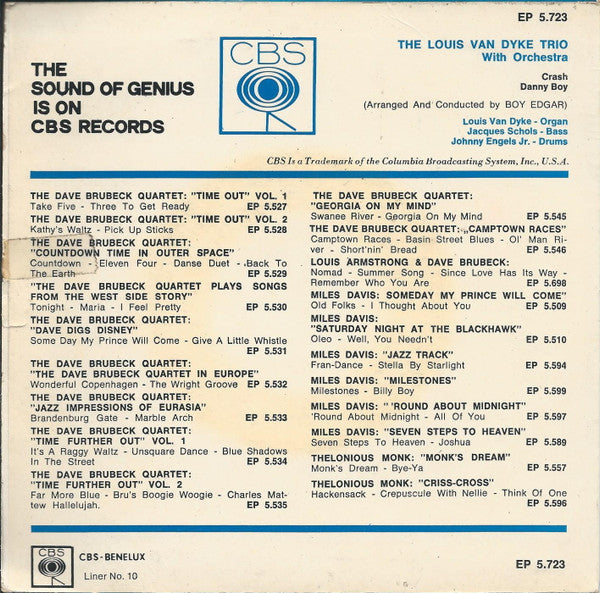 EP 5.723
THE
SOUND OF GENIUS
IS ON
CBS RECORDS
CBS
THE LOUIS VAN DYKE TRIO
With Orchestra
Crash
Danny Boy
(Arranged And Conducted by BOY EDGAR)
Louis Van Dyke - Organ
Jacques Schols - Bass
Johnny Engels Jr. - Drums
CBS Is a Trademark of the Columbia Broadcasting System, Inc., U.S.A.
THE DAVE BRUBECK QUARTET: "TIME OUT" VOL. 1
Take Five - Three To Get Ready EP 5.527
THE DAVE BRUBECK QUARTET: "TIME OUT" VOL. 2
Kathy's Waltz - Pick Up Sticks EP 5.528
THE DAVE BRUBECK QUARTET:
"COUNTDOWN TIME IN OUTER SPACE"
Countdown - Eleven Four - Danse Duet - Back To
The Earth EP 5.529
"THE DAVE BRUBECK QUARTET PLAYS SONGS
FROM THE WEST SIDE STORY"
Tonight - Maria - I Feel Pretty EP 5.530
THE DAVE BRUBECK QUARTET:
"DAVE DIGS DISNEY"
Some Day My Prince Will Come - Give A Little Whistle
EP 5.531
THE DAVE BRUBECK QUARTET:
"THE DAVE BRUBECK QUARTET IN EUROPE"
Wonderful Copenhagen - The Wright Groove EP 5.532
THE DAVE BRUBECK QUARTET:
"JAZZ IMPRESSIONS OF EURASIA"
Brandenburg Gate - Marble Arch EP 5.533
THE DAVE BRUBECK QUARTET:
"TIME FURTHER OUT" VOL. 1
It's A Raggy Waltz - Unsquare Dance - Blue Shadows
In The Street EP 5.534
THE DAVE BRUBECK QUARTET:
"TIME FURTHER OUT" VOL. 2
Far More Blue - Bru's Boogie Woogie - Charles Mat-
tew Hallelujah. EP 5.535
THE DAVE BRUBECK QUARTET:
"GEORGIA ON MY MIND"
Swanee River - Georgia On My Mind EP 5.545
THE DAVE BRUBECK QUARTET: „CAMPTOWN RACES"
Camptown Races - Basin Street Blues - Ol' Man Ri-
ver - Short'nin' Bread EP 5.546
LOUIS ARMSTRONG & DAVE BRUBECK:
Nomad - Summer Song - Since Love Has Its Way -
Remember Who You Are EP 5.698
MILES DAVIS: SOMEDAY MY PRINCE WILL COME"
Old Folks - I Thought About You EP 5.509
MILES DAVIS:
"SATURDAY NIGHT AT THE BLACKHAWK"
Oleo - Well, You Needn't EP 5.510
MILES DAVIS: "JAZZ TRACK"
Fran-Dance - Stella By Starlight EP 5.594
MILES DAVIS: "MILESTONES"
Milestones - Billy Boy EP 5.599
MILES DAVIS: "'ROUND ABOUT MIDNIGHT"
'Round About Midnight - All Of You EP 5.597
MILES DAVIS: "SEVEN STEPS TO HEAVEN"
Seven Steps To Heaven - Joshua EP 5.589
THELONIOUS MONK: "MONK'S DREAM"
Monk's Dream - Bye-Ya EP 5.557
THELONIOUS MONK: "CRISS-CROSS"
Hackensack - Crepuscule With Nellie - Think Of One
EP 5.596
CBS
CBS-BENELUX
Liner No. 10
EP 5.723